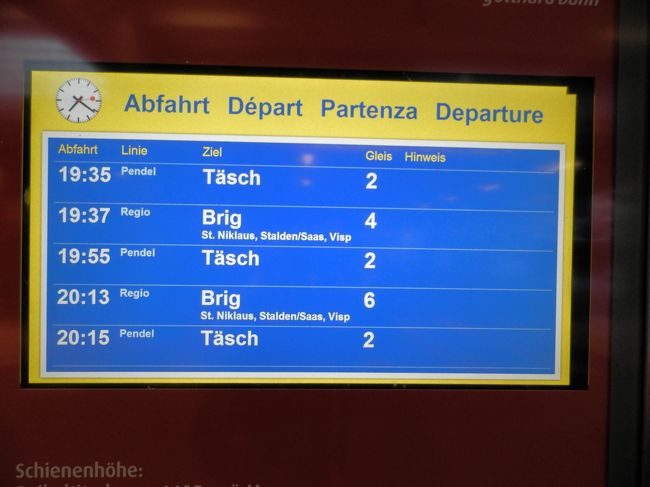 gotthard bahn
Abfahrt Départ Partenza Departure
Abfahrt Linie Ziel Gleis Hinweis
19:35 Pendel Täsch 2
19:37 Regio Brig 4
St. Niklaus, Stalden/Saas, Visp
19:55 Pendel Täsch 2
20:13 Regio Brig 6
St. Niklaus, Stalden/Saas, Visp
20:15 Pendel Täsch 2
Schienenhöhe: